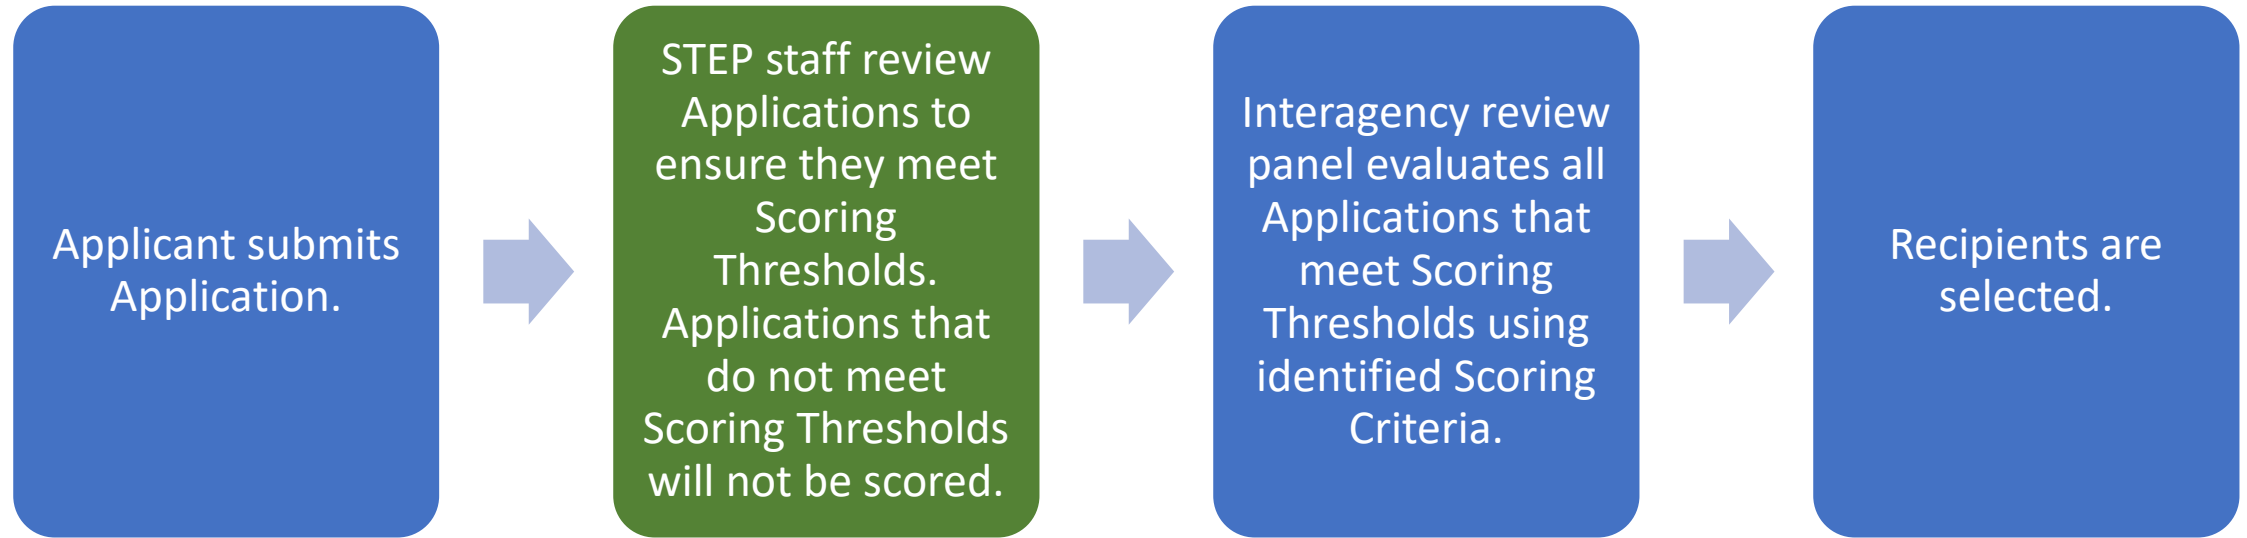 Applicant submits
Application.
STEP staff review
Applications to
ensure they meet
Scoring
Thresholds.
Applications that
do not meet
Scoring Thresholds
will not be scored.
Interagency review
panel evaluates all
Applications that
meet Scoring
Thresholds using
identified Scoring
Criteria.
Recipients are
selected.